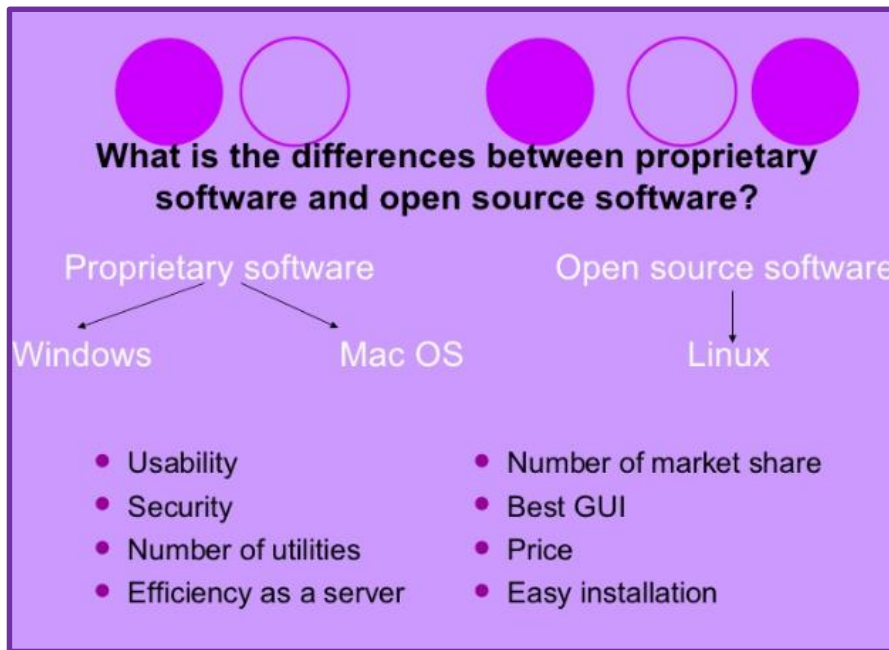 What is the differences between proprietary
software and open source software?
Proprietary software
Open source software
Windows
Mac OS
Linux
Usability
Security
Number of utilities
Efficiency as a server
Number of market share
Best GUI
Price
Easy installation